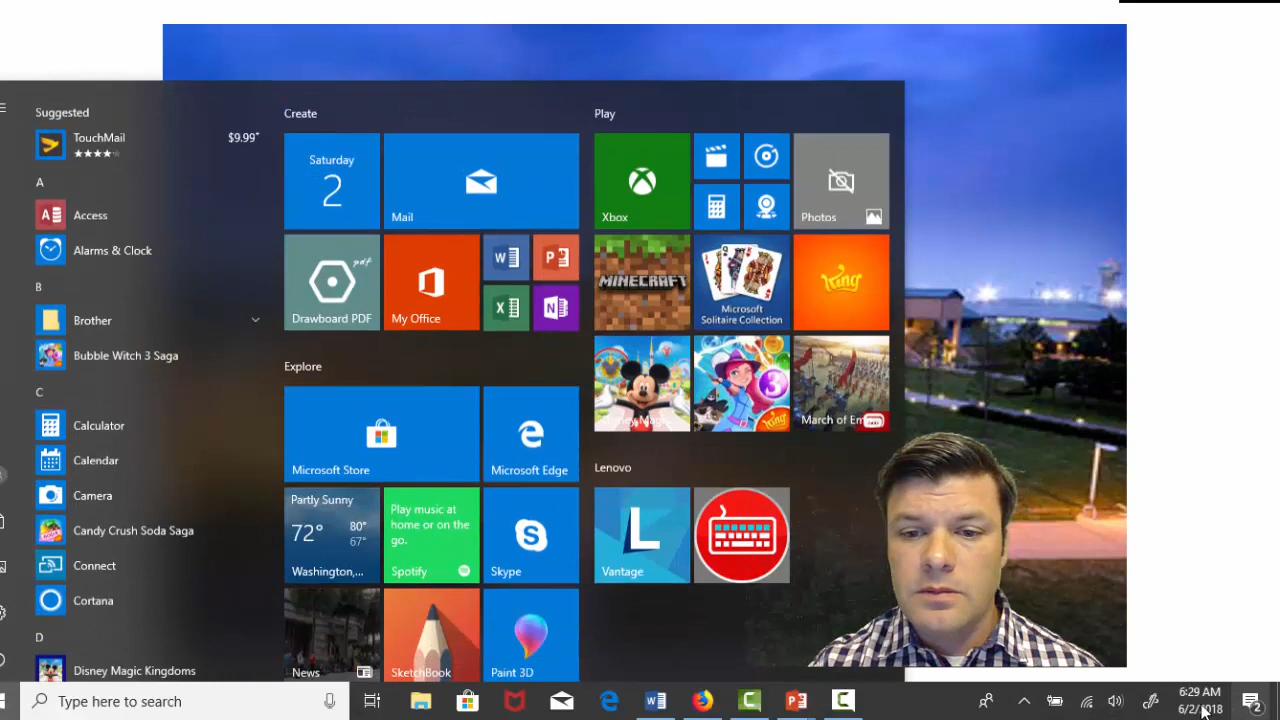 Suggested
TouchMail
$9.99+
A
Access
Alarms & Clock
B
Brother
Bubble Witch 3 Saga
C
Calculator
Calendar
Camera
Candy Crush Soda Saga
Connect
Cortana
D
Disney Magic Kingdoms
Create
Saturday
2
Mail
Drawboard PDF
pdf
My Office
W
P
X
N
Explore
Microsoft Store
Microsoft Edge
Partly Sunny
72°
80°
67°
Washington,...
Play music at
home or on the
go.
Spotify
Skype
News
SketchBook
Paint 3D
Play
Xbox
Photos
MINECRAFT
Microsoft
Solitaire Collection
King
3
King
March of Em
Lenovo
L
Vantage
Type here to search
6:29 AM
6/2/2018
2